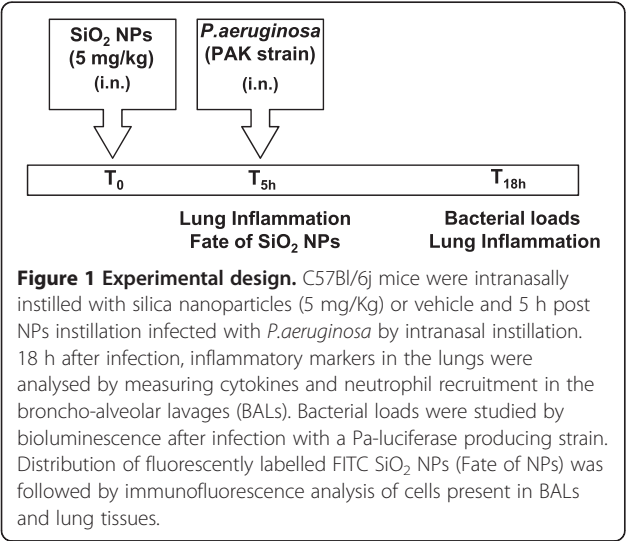 SiO₂ NPs
(5 mg/kg)
(i.n.)
P.aeruginosa
(PAK strain)
(i.n.)
T₀
T₅ₕ
T₁₈ₕ
Lung Inflammation
Fate of SiO₂ NPs
Bacterial loads
Lung Inflammation
Figure 1 Experimental design. C57Bl/6j mice were intranasally
instilled with silica nanoparticles (5 mg/Kg) or vehicle and 5 h post
NPs instillation infected with P.aeruginosa by intranasal instillation.
18 h after infection, inflammatory markers in the lungs were
analysed by measuring cytokines and neutrophil recruitment in the
broncho-alveolar lavages (BALs). Bacterial loads were studied by
bioluminescence after infection with a Pa-luciferase producing strain.
Distribution of fluorescently labelled FITC SiO₂ NPs (Fate of NPs) was
followed by immunofluorescence analysis of cells present in BALs
and lung tissues.